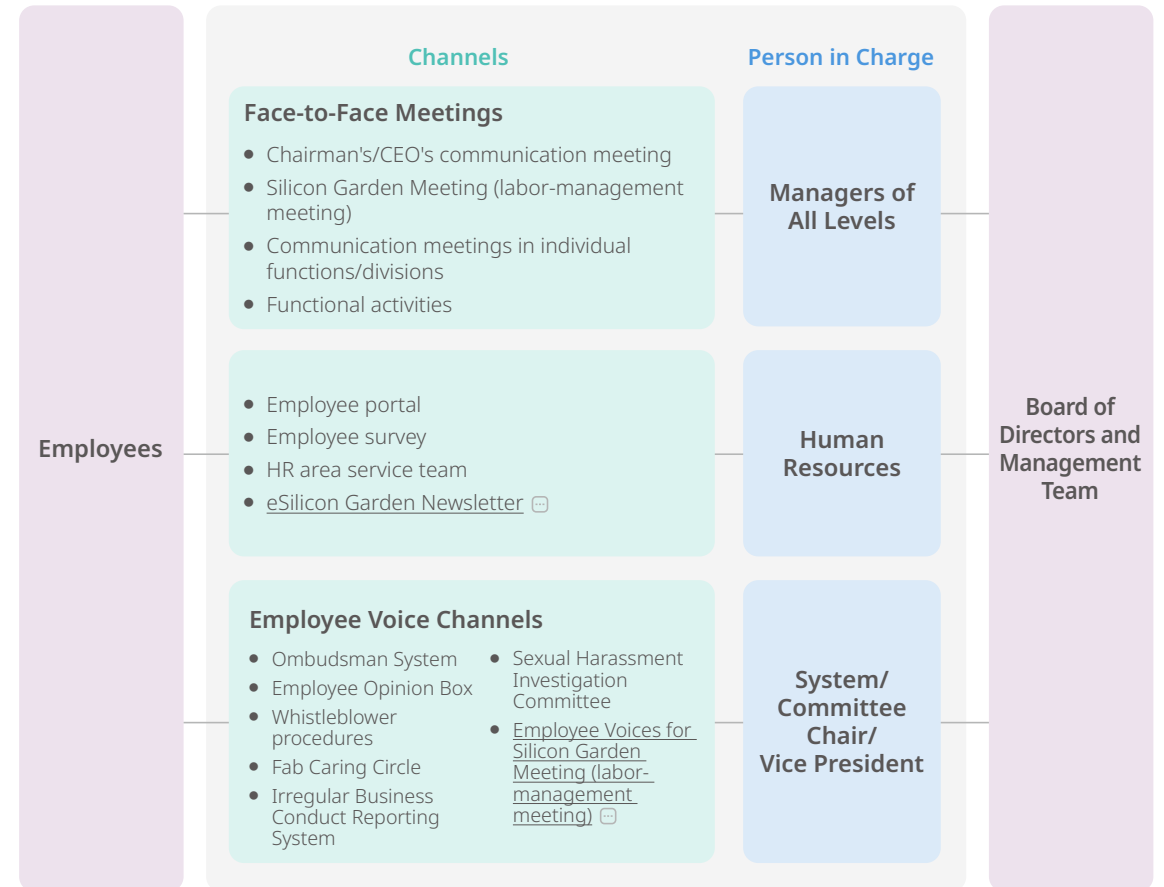 Channels
Person in Charge
Employees
Face-to-Face Meetings
• Chairman's/CEO's communication meeting
• Silicon Garden Meeting (labor-management
meeting)
• Communication meetings in individual
functions/divisions
• Functional activities
Managers of
All Levels
• Employee portal
• Employee survey
• HR area service team
• eSilicon Garden Newsletter
Human
Resources
Employee Voice Channels
• Ombudsman System
• Employee Opinion Box
• Whistleblower
procedures
• Fab Caring Circle
• Irregular Business
Conduct Reporting
System
• Sexual Harassment
Investigation
Committee
• Employee Voices for
Silicon Garden
Meeting (labor-
management
meeting)
System/
Committee
Chair/
Vice President
Board of
Directors and
Management
Team